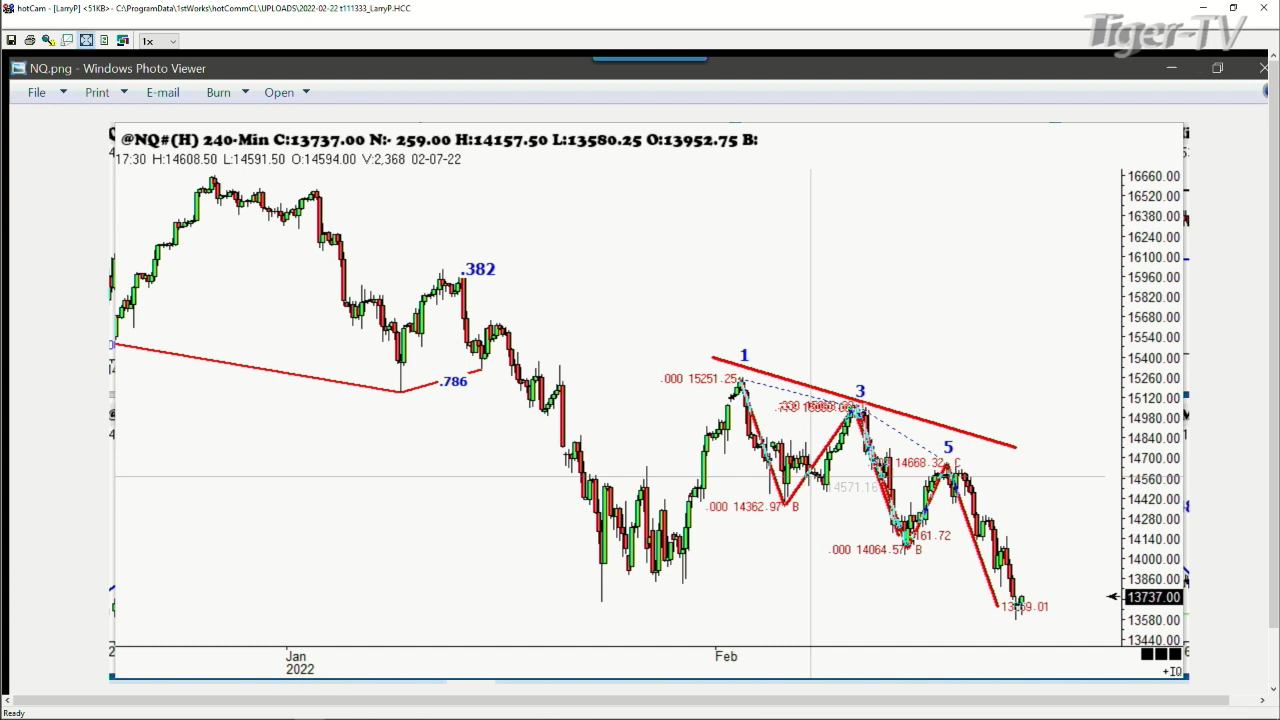 hotCam - [LarryP] <51KB>- C:\ProgramData\1stWorks\hotCommCL\UPLOADS\2022-02-22 t111333_LarryP.HCC
Tiger-TV
1x
NQ.png - Windows Photo Viewer
File Print E-mail Burn Open
@NQ#(H) 240-Min C:13737.00 N:- 259.00 H:14157.50 L:13580.25 O:13952.75 B:
17:30 H:14608.50 L:14591.50 O:14594.00 V:2,368 02-07-22
16660.00
16520.00
16380.00
16240.00
16100.00
15960.00
15820.00
15680.00
15540.00
15400.00
15260.00
15120.00
14980.00
14840.00
14700.00
14560.00
14420.00
14280.00
14140.00
14000.00
13860.00
13737.00
13580.00
13440.00
.382
.786
1
.000 15251.25
3
5
14668.32 C
14571.16
.000 14362.97 B
.000 14064.57 B
Jan
2022
Feb
+IQ
Ready